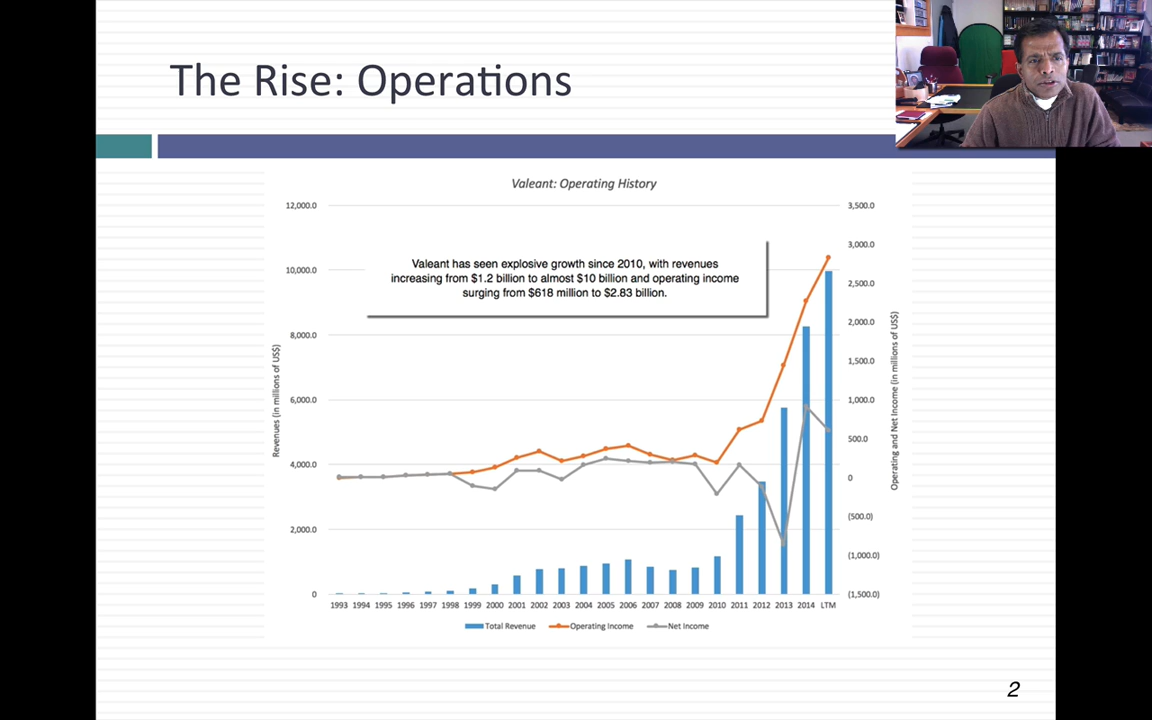 The Rise: Operations
Valeant: Operating History
12,000.0
10,000.0
8,000.0
6,000.0
4,000.0
2,000.0
0
Revenues (in millions of US$)
Valeant has seen explosive growth since 2010, with revenues
increasing from $1.2 billion to almost $10 billion and operating income
surging from $618 million to $2.83 billion.
3,500.0
3,000.0
2,500.0
2,000.0
1,500.0
1,000.0
500.0
0
(500.0)
(1,000.0)
(1,500.0)
Operating and Net Income (in millions of US$)
1993 1994 1995 1996 1997 1998 1999 2000 2001 2002 2003 2004 2005 2006 2007 2008 2009 2010 2011 2012 2013 2014 LTM
Total Revenue Operating Income Net Income
2